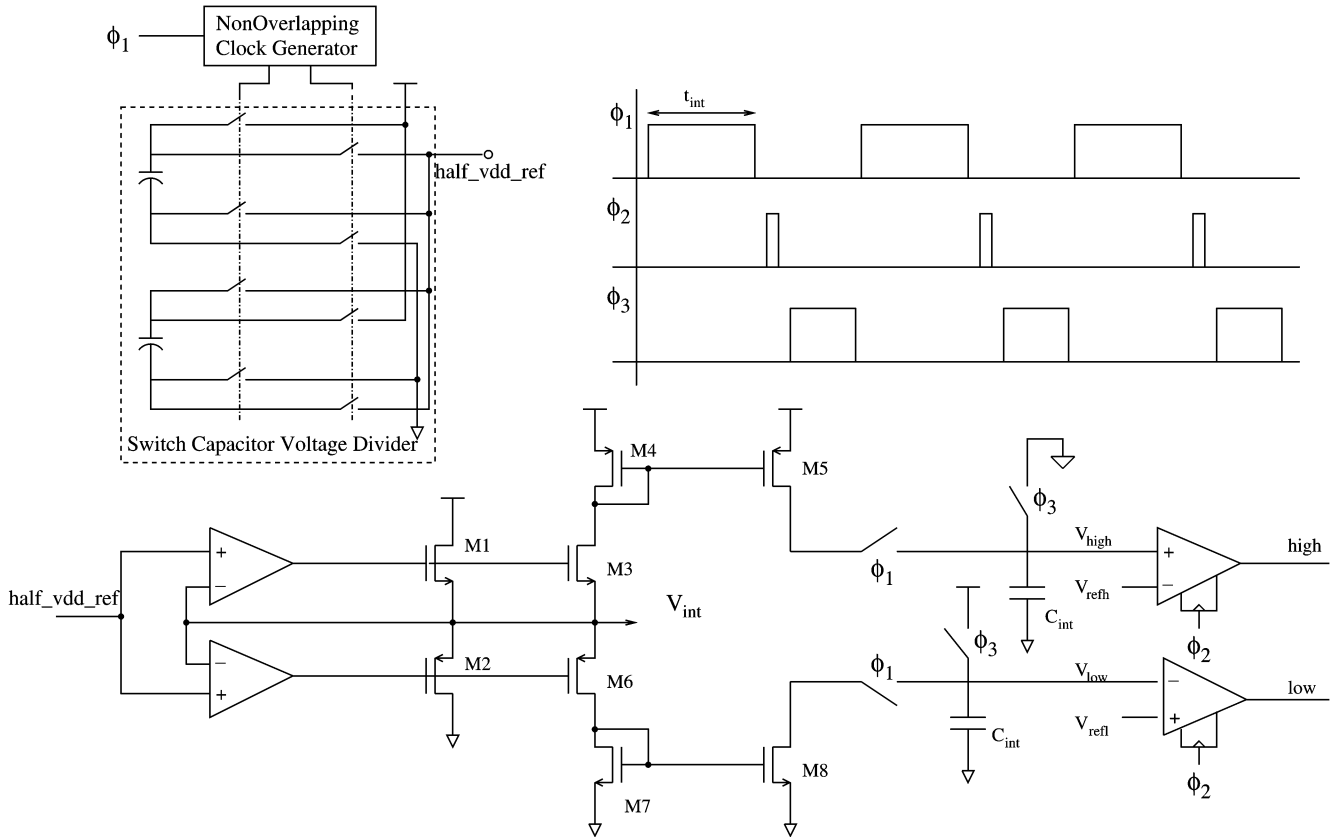 NonOverlapping
Clock Generator
ϕ1
half_vdd_ref
Switch Capacitor Voltage Divider
tint
ϕ1
ϕ2
ϕ3
M4
M5
M1
M3
half_vdd_ref
Vint
M2
M6
M7
M8
ϕ1
ϕ3
Vhigh
Vrefh
Cint
+
−
high
ϕ2
ϕ1
ϕ3
Vlow
Vrefl
Cint
−
+
low
ϕ2
+
−
−
+